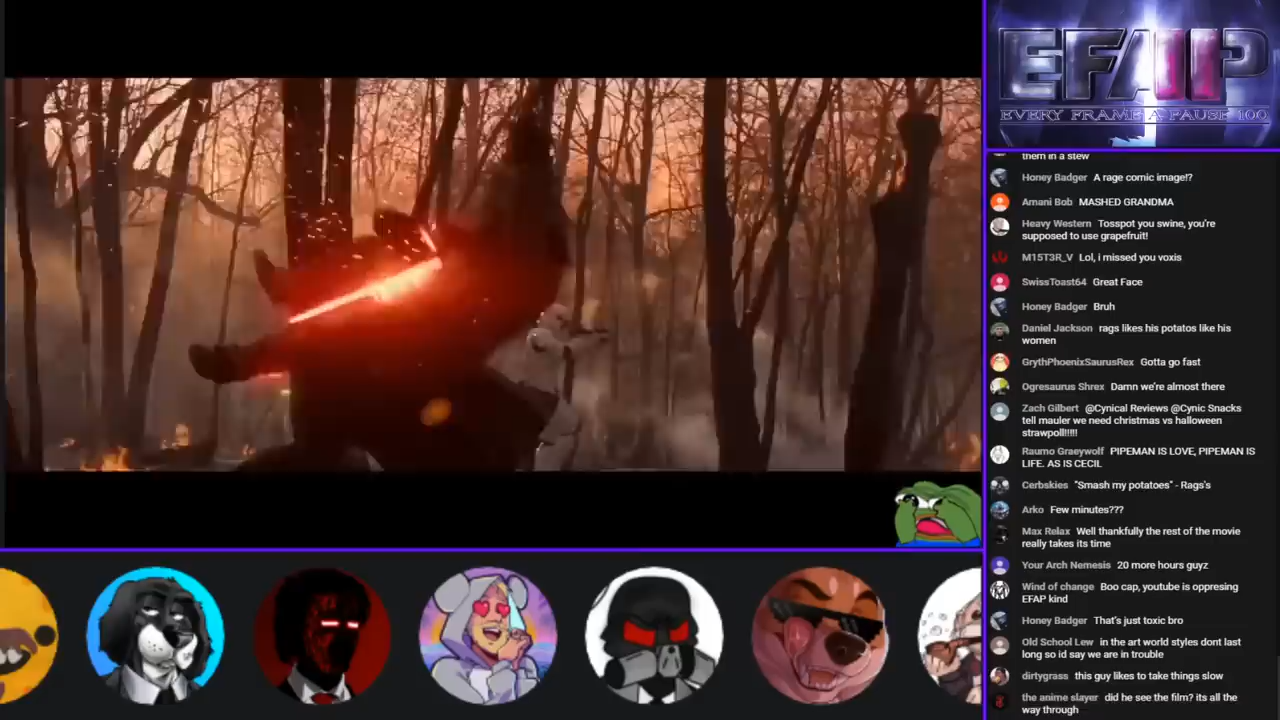 EFAP
EVERY FRAME A PAUSE 100
them in a stew
Honey Badger A rage comic image!?
Amani Bob MASHED GRANDMA
Heavy Western Tosspot you swine, you're
supposed to use grapefruit!
M15T3R_V Lol, i missed you voxis
SwissToast64 Great Face
Honey Badger Bruh
Daniel Jackson rags likes his potatos like his
women
GrythPhoenixSaurusRex Gotta go fast
Ogresaurus Shrex Damn we're almost there
Zach Gilbert @Cynical Reviews @Cynic Snacks
tell mauler we need christmas vs halloween
strawpoll!!!!!
Raumo Graeywolf PIPEMAN IS LOVE, PIPEMAN IS
LIFE. AS IS CECIL
Cerbskies "Smash my potatoes" - Rags's
Arko Few minutes???
Max Relax Well thankfully the rest of the movie
really takes its time
Your Arch Nemesis 20 more hours guyz
Wind of change Boo cap, youtube is oppresing
EFAP kind
Honey Badger That's just toxic bro
Old School Lew in the art world styles dont last
long so id say we are in trouble
dirtygrass this guy likes to take things slow
the anime slayer did he see the film? its all the
way through